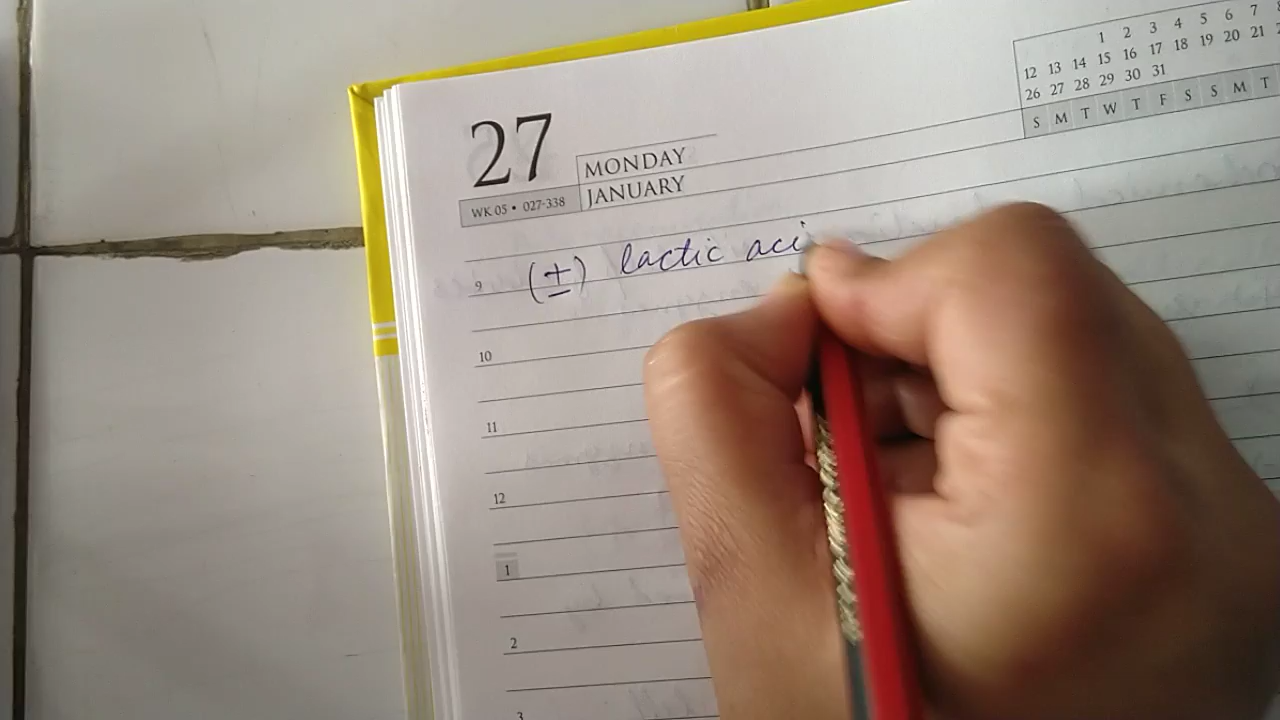 27
MONDAY
JANUARY
WK 05 • 027-338
1 2 3 4 5 6 7
12 13 14 15 16 17 18 19 20 21
26 27 28 29 30 31
S M T W T F S S M T
9 (±) lactic aci
10
11
12
1
2
3